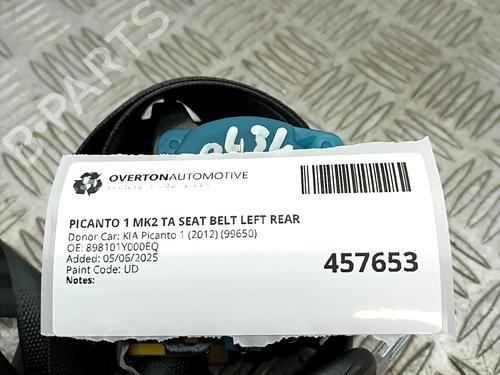 B-PARTS
0434
OVERTONAUTOMOTIVE
PICANTO 1 MK2 TA SEAT BELT LEFT REAR
Donor Car: KIA Picanto 1 (2012) (99650)
OE: 898101Y000EQ
Added: 05/06/2025
Paint Code: UD
Notes:
457653